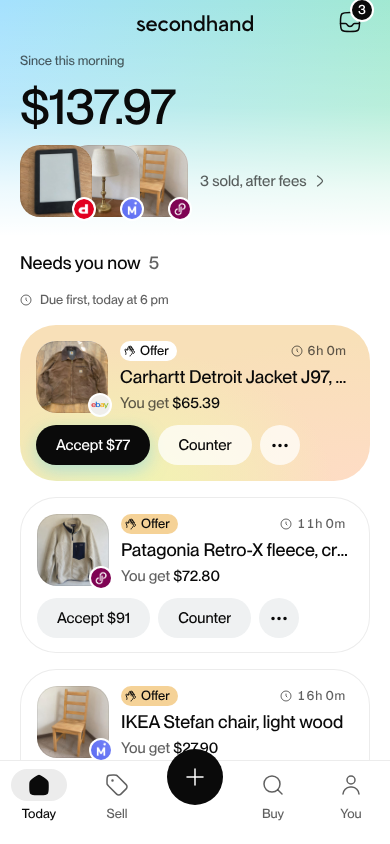 secondhand
3
Since this morning
$137.97
d
M
3 sold, after fees
Needs you now 5
Due first, today at 6 pm
Offer
6h 0m
Carhartt Detroit Jacket J97, ...
You get $65.39
ebay
Accept $77
Counter
Offer
11h 0m
Patagonia Retro-X fleece, cr...
You get $72.80
Accept $91
Counter
Offer
16h 0m
IKEA Stefan chair, light wood
You get $27.90
M
Today
Sell
Buy
You